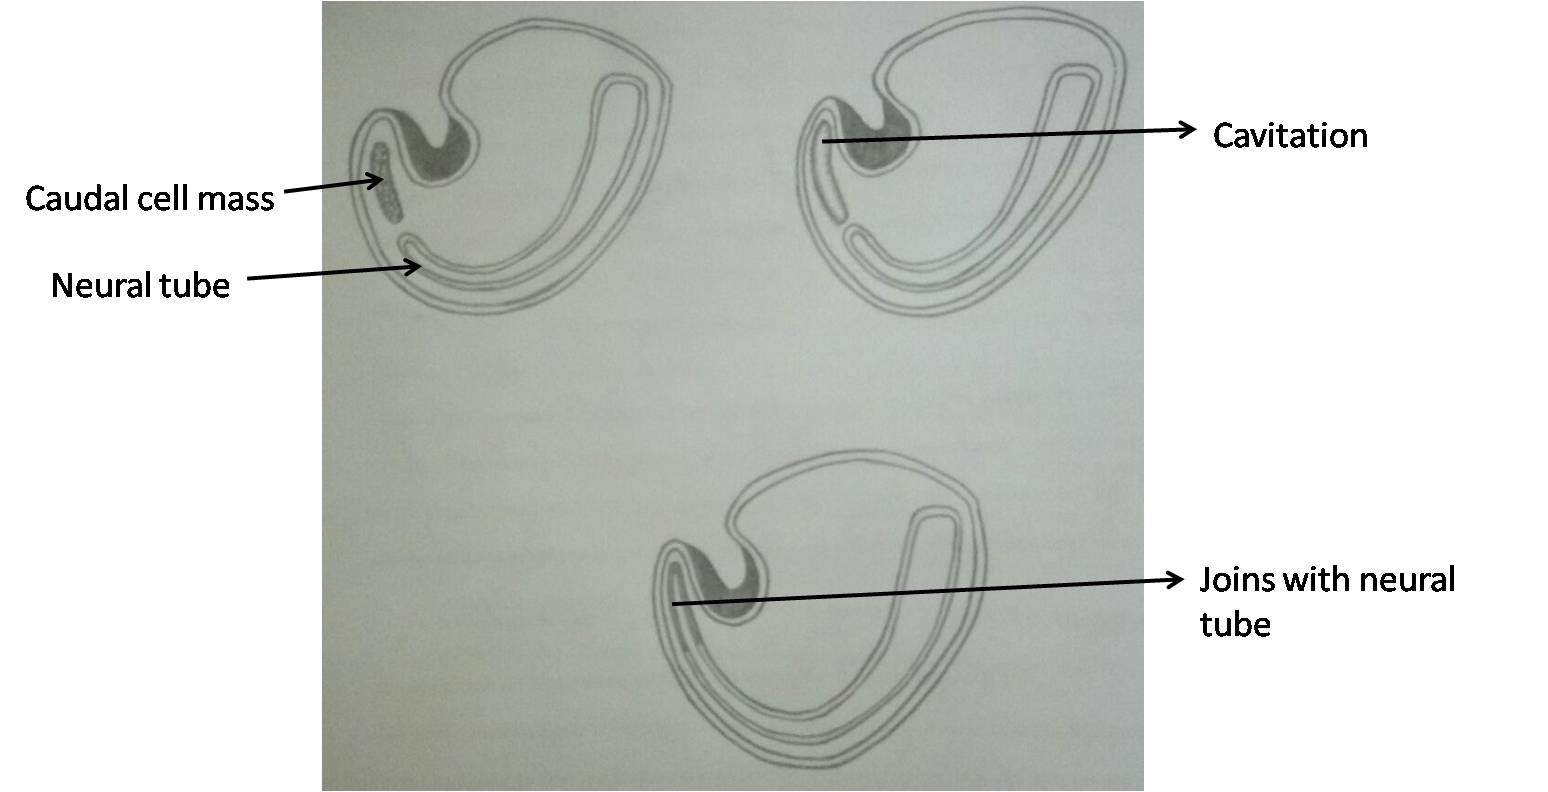 Caudal cell mass
Neural tube
Cavitation
Joins with neural
tube